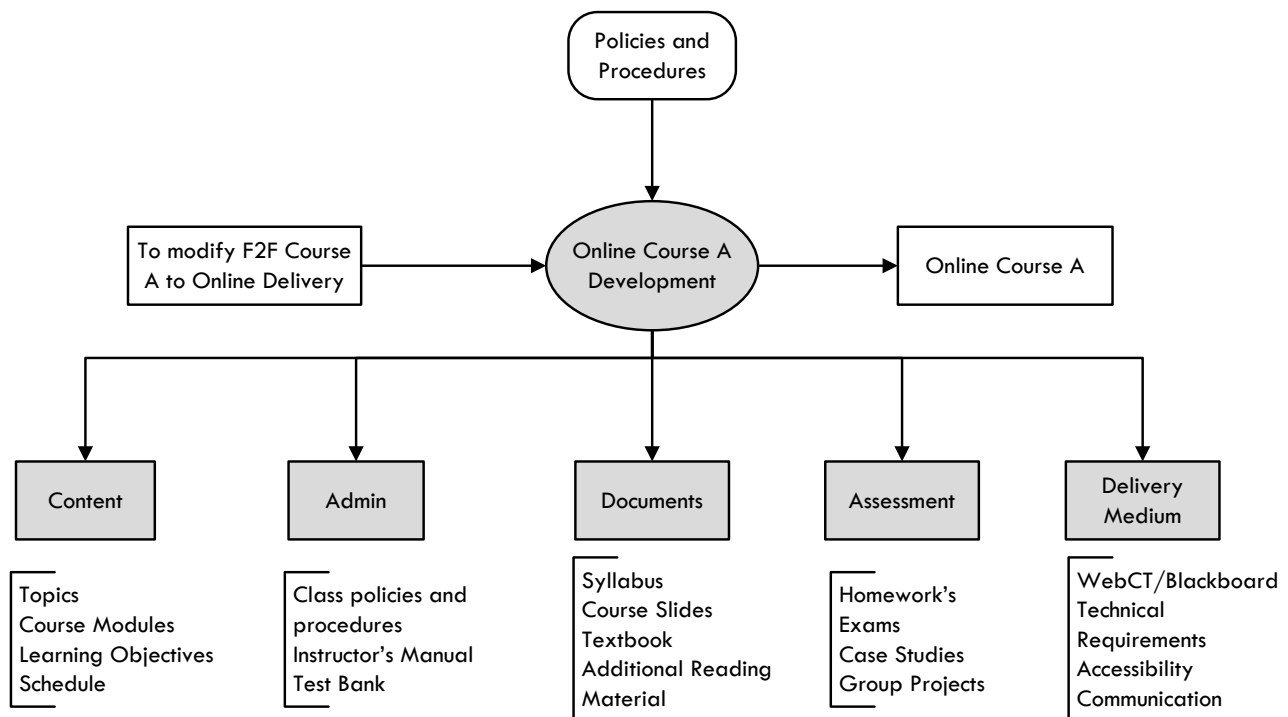 Policies and
Procedures
To modify F2F Course
A to Online Delivery
Online Course A
Development
Online Course A
Content
Admin
Documents
Assessment
Delivery
Medium
Topics
Course Modules
Learning Objectives
Schedule
Class policies and
procedures
Instructor's Manual
Test Bank
Syllabus
Course Slides
Textbook
Additional Reading
Material
Homework's
Exams
Case Studies
Group Projects
WebCT/Blackboard
Technical
Requirements
Accessibility
Communication